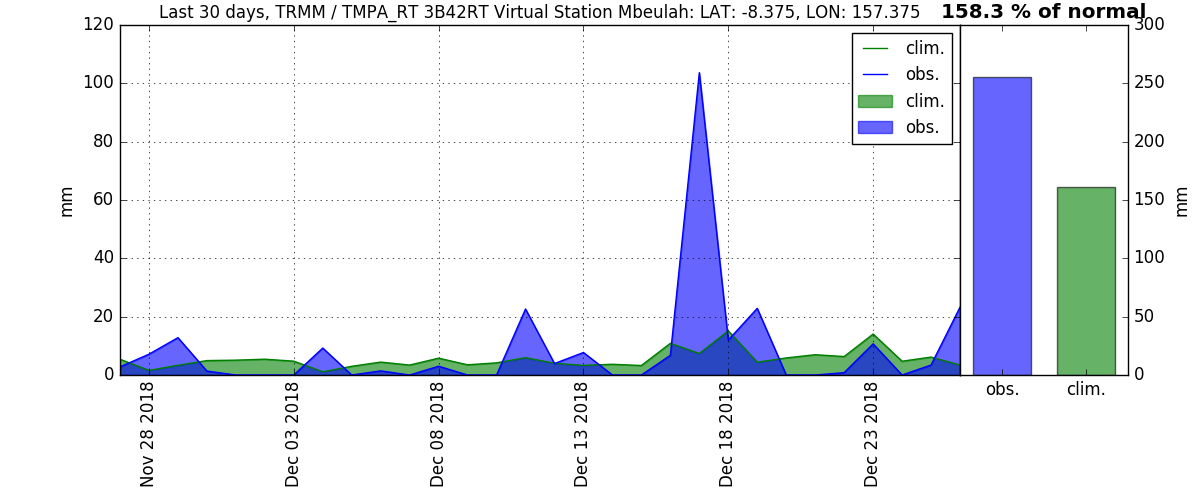 Last 30 days, TRMM / TMPA_RT 3B42RT Virtual Station Mbeulah: LAT: -8.375, LON: 157.375
158.3 % of normal
120
100
80
60
40
20
0
mm
clim.
obs.
clim.
obs.
300
250
200
150
100
50
0
mm
obs.
clim.
Nov 28 2018
Dec 03 2018
Dec 08 2018
Dec 13 2018
Dec 18 2018
Dec 23 2018